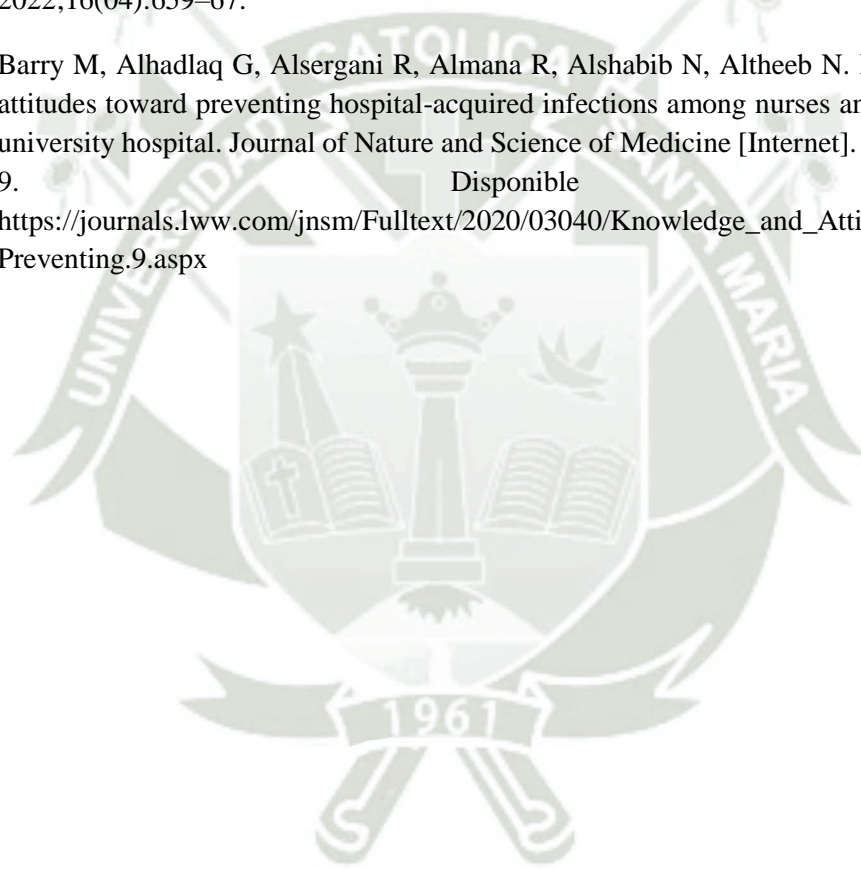 2022;16(04):659–67.
Barry M, Alhadlaq G, Alsergani R, Almana R, Alshabib N, Altheeb N.
attitudes toward preventing hospital-acquired infections among nurses
university hospital. Journal of Nature and Science of Medicine [Internet].
9. Disponible
https://journals.lww.com/jnsm/Fulltext/2020/03040/Knowledge_and_Atti
Preventing.9.aspx
UNIVERSIDAD CATOLICA SANTA MARIA
1961